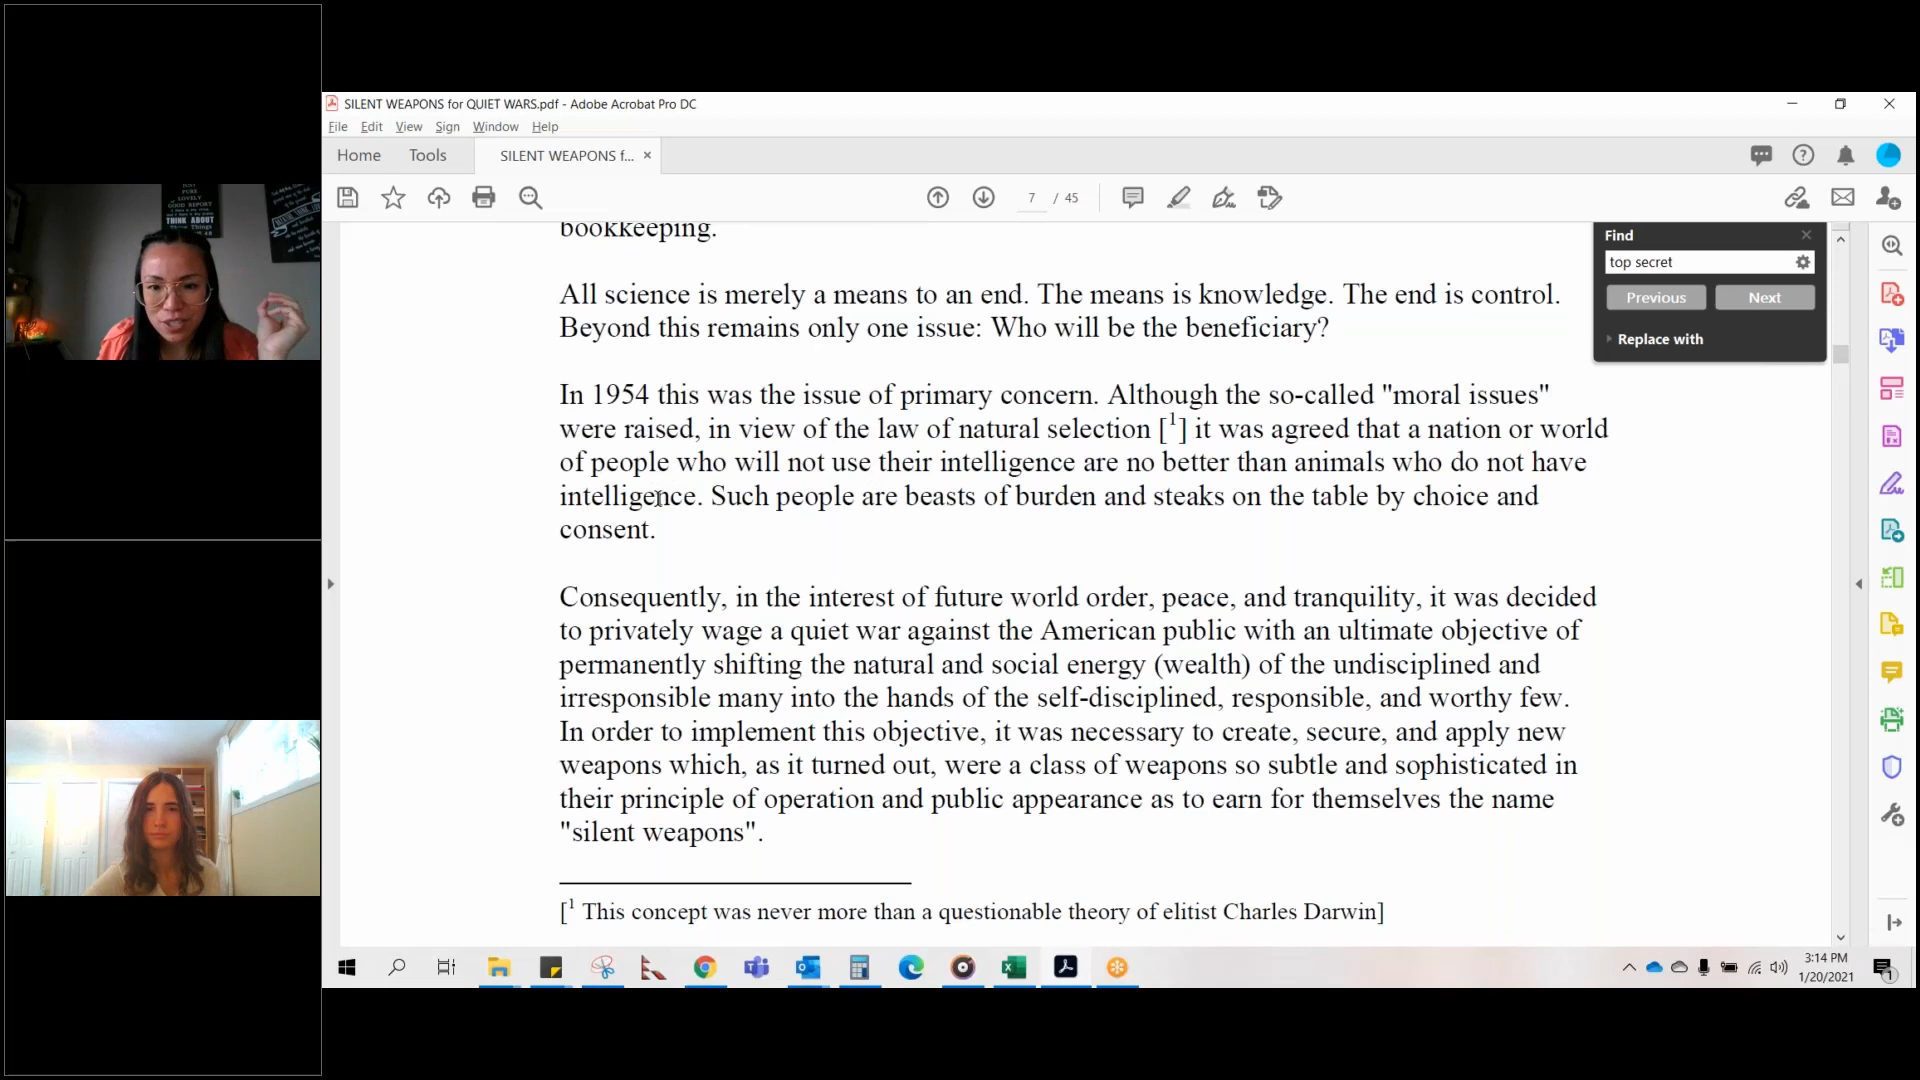 JUST
PURE
LOVELY
GOOD REPORT
THINK ABOUT
These Things
SILENT WEAPONS for QUIET WARS.pdf - Adobe Acrobat Pro DC
File Edit View Sign Window Help
Home Tools SILENT WEAPONS f... ×
7 / 45
Find
top secret
Previous Next
Replace with
bookkeeping.
All science is merely a means to an end. The means is knowledge. The end is control.
Beyond this remains only one issue: Who will be the beneficiary?
In 1954 this was the issue of primary concern. Although the so-called "moral issues"
were raised, in view of the law of natural selection [1] it was agreed that a nation or world
of people who will not use their intelligence are no better than animals who do not have
intelligence. Such people are beasts of burden and steaks on the table by choice and
consent.
Consequently, in the interest of future world order, peace, and tranquility, it was decided
to privately wage a quiet war against the American public with an ultimate objective of
permanently shifting the natural and social energy (wealth) of the undisciplined and
irresponsible many into the hands of the self-disciplined, responsible, and worthy few.
In order to implement this objective, it was necessary to create, secure, and apply new
weapons which, as it turned out, were a class of weapons so subtle and sophisticated in
their principle of operation and public appearance as to earn for themselves the name
"silent weapons".
[1 This concept was never more than a questionable theory of elitist Charles Darwin]
3:14 PM
1/20/2021
1